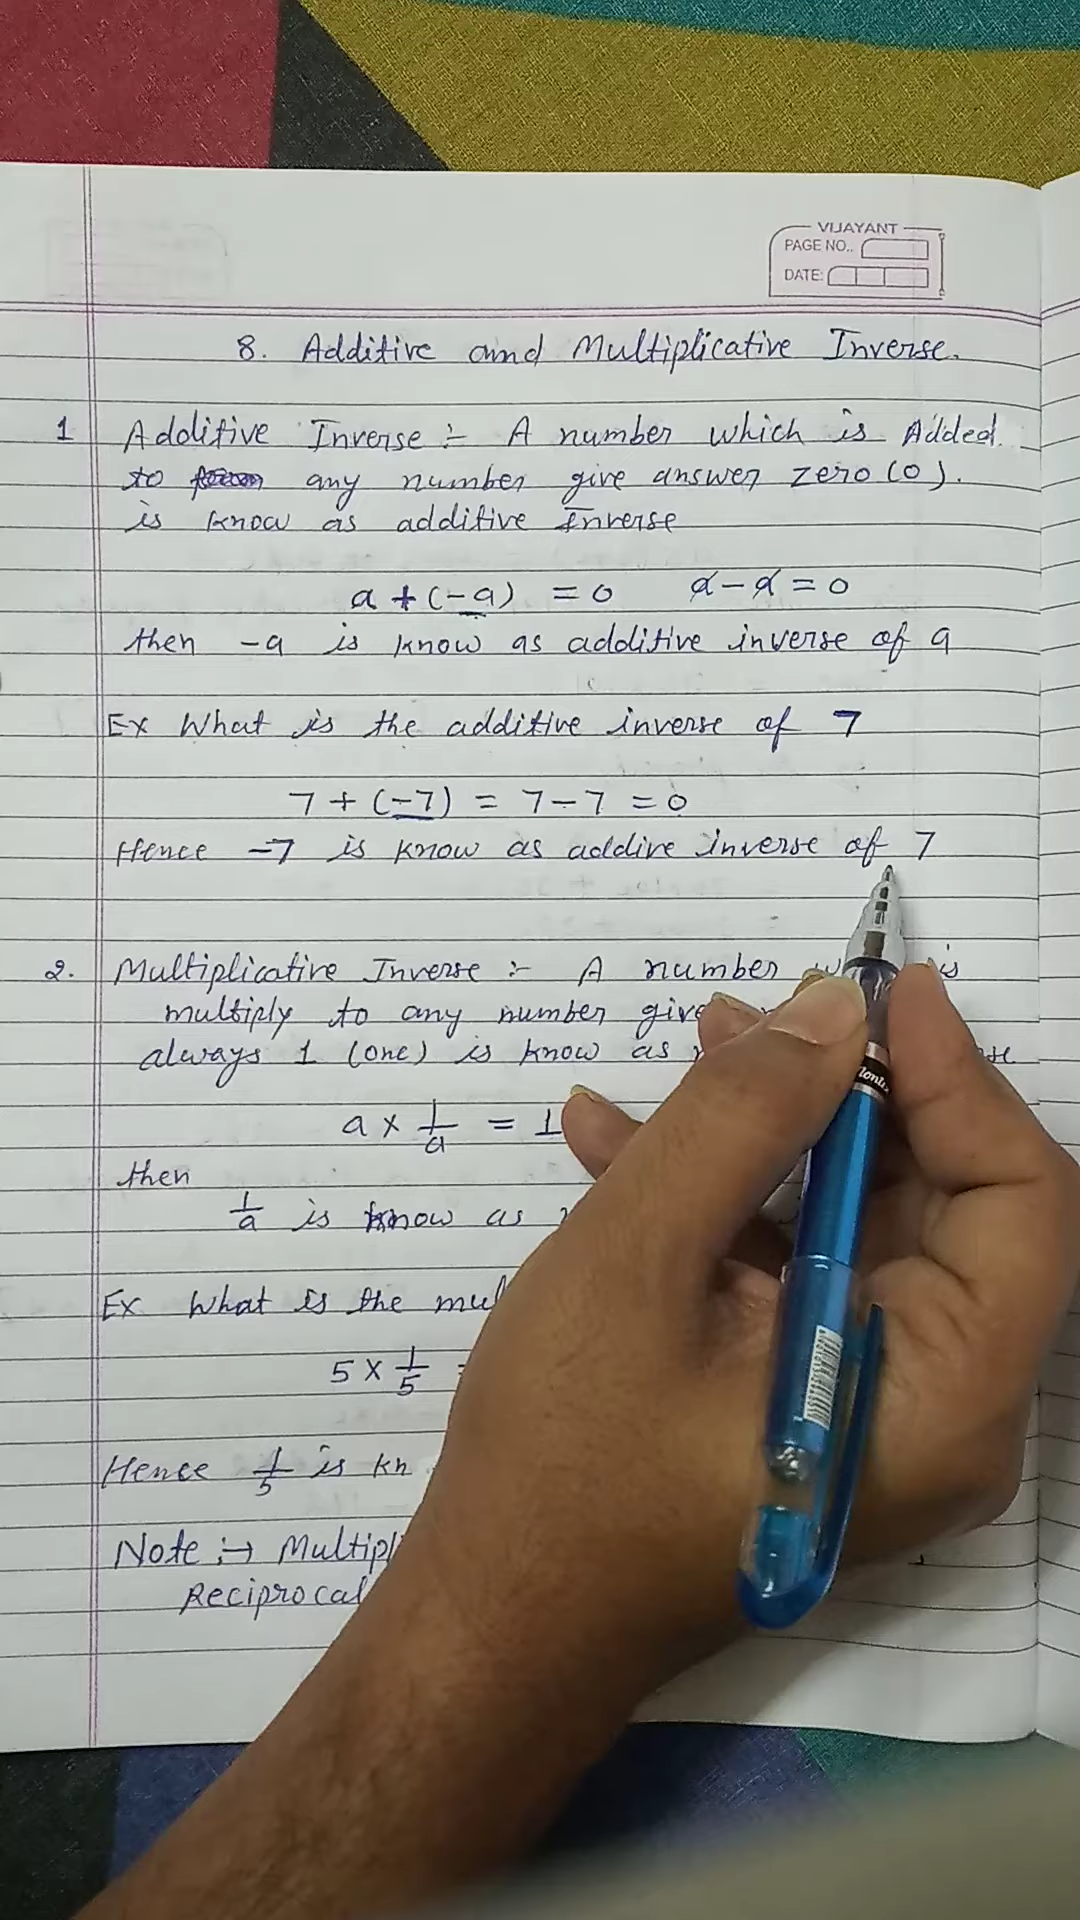 VIJAYANT
PAGE NO..
DATE:
8. Additive and Multiplicative Inverse.
1 Additive Inverse :- A number which is Added.
to any number give answer zero (0).
is know as additive Inverse
a + (-a) = 0 a - a = 0
then -a is know as additive inverse of a
Ex What is the additive inverse of 7
7 + (-7) = 7 - 7 = 0
Hence -7 is know as addive inverse of 7
2. Multiplicative Inverse :- A number is
multiply to any number give
always 1 (one) is know as
a × 1/a = 1
then
1/a is know as
Ex What is the
5 × 1/5
Hence 1/5 is
Note :→
Reciprocal